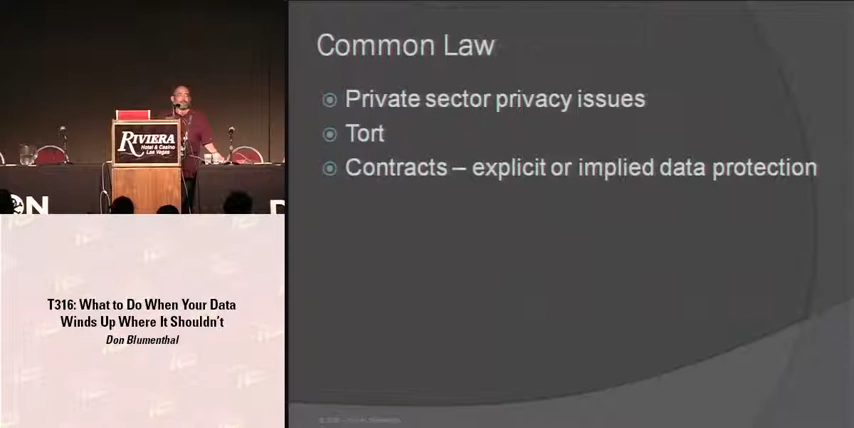 Common Law
Private sector privacy issues
Tort
Contracts – explicit or implied data protection
RIVIERA
Hotel & Casino
Las Vegas
T316: What to Do When Your Data
Winds Up Where It Shouldn't
Don Blumenthal